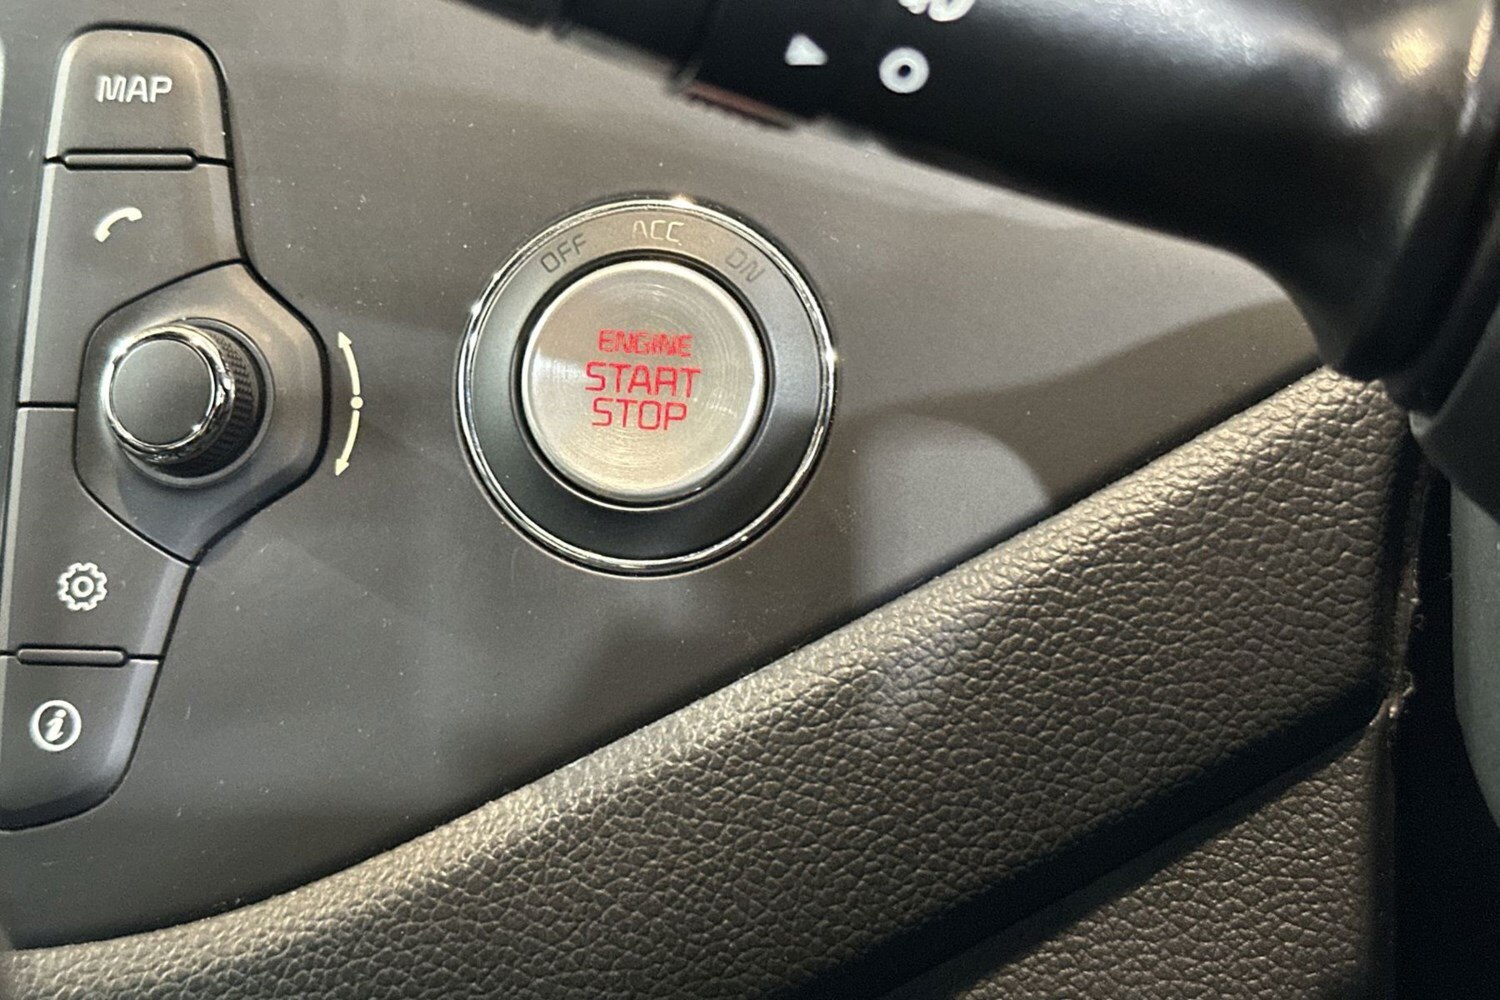 MAP
OFF ACC ON
ENGINE
START
STOP